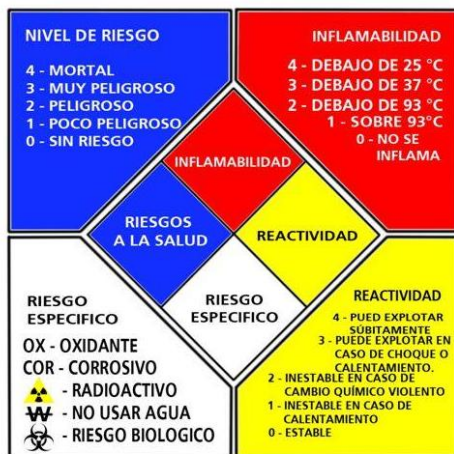 NIVEL DE RIESGO
4 - MORTAL
3 - MUY PELIGROSO
2 - PELIGROSO
1 - POCO PELIGROSO
0 - SIN RIESGO
INFLAMABILIDAD
4 - DEBAJO DE 25 °C
3 - DEBAJO DE 37 °C
2 - DEBAJO DE 93 °C
1 - SOBRE 93°C
0 - NO SE
INFLAMA
INFLAMABILIDAD
RIESGOS
A LA SALUD
REACTIVIDAD
RIESGO
ESPECIFICO
RIESGO
ESPECIFICO
OX - OXIDANTE
COR - CORROSIVO
- RADIOACTIVO
W - NO USAR AGUA
- RIESGO BIOLOGICO
REACTIVIDAD
4 - PUED EXPLOTAR
SÚBITAMENTE
3 - PUEDE EXPLOTAR EN
CASO DE CHOQUE O
CALENTAMIENTO.
2 - INESTABLE EN CASO DE
CAMBIO QUÍMICO VIOLENTO
1 - INESTABLE EN CASO DE
CALENTAMIENTO
0 - ESTABLE